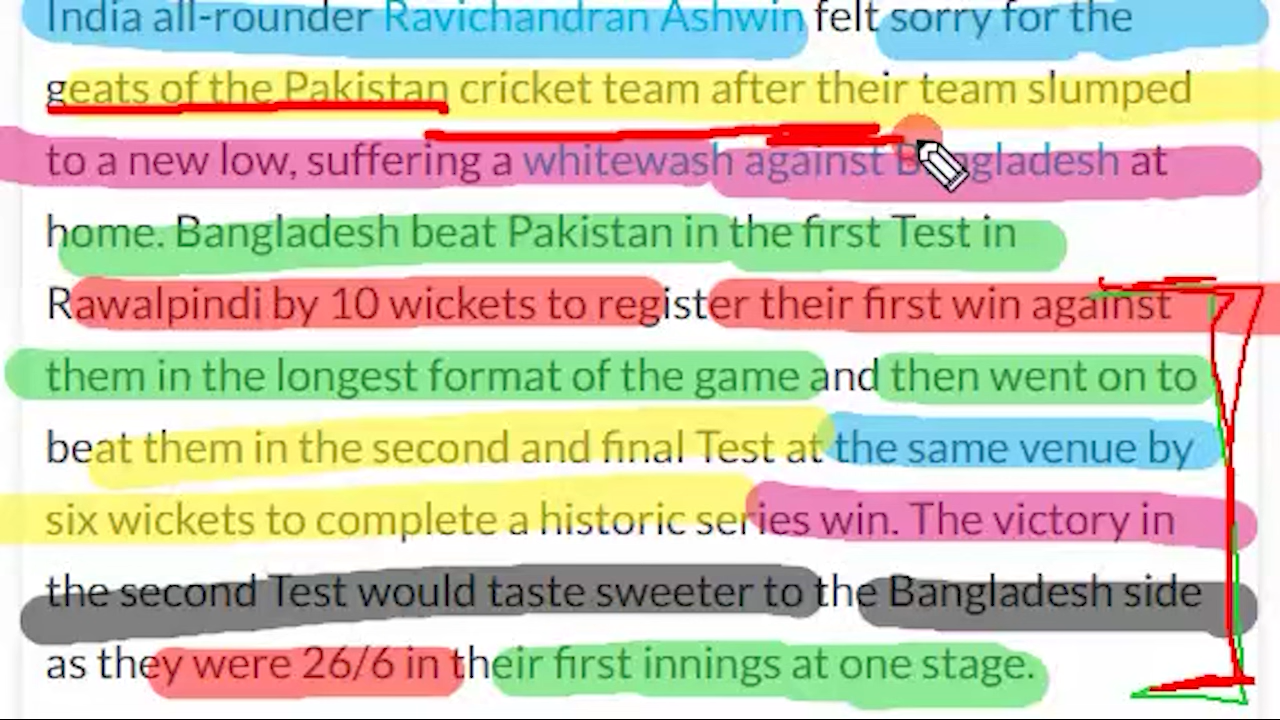 India all-rounder Ravichandran Ashwin felt sorry for the
geats of the Pakistan cricket team after their team slumped
to a new low, suffering a whitewash against Bangladesh at
home. Bangladesh beat Pakistan in the first Test in
Rawalpindi by 10 wickets to register their first win against
them in the longest format of the game and then went on to
beat them in the second and final Test at the same venue by
six wickets to complete a historic series win. The victory in
the second Test would taste sweeter to the Bangladesh side
as they were 26/6 in their first innings at one stage.